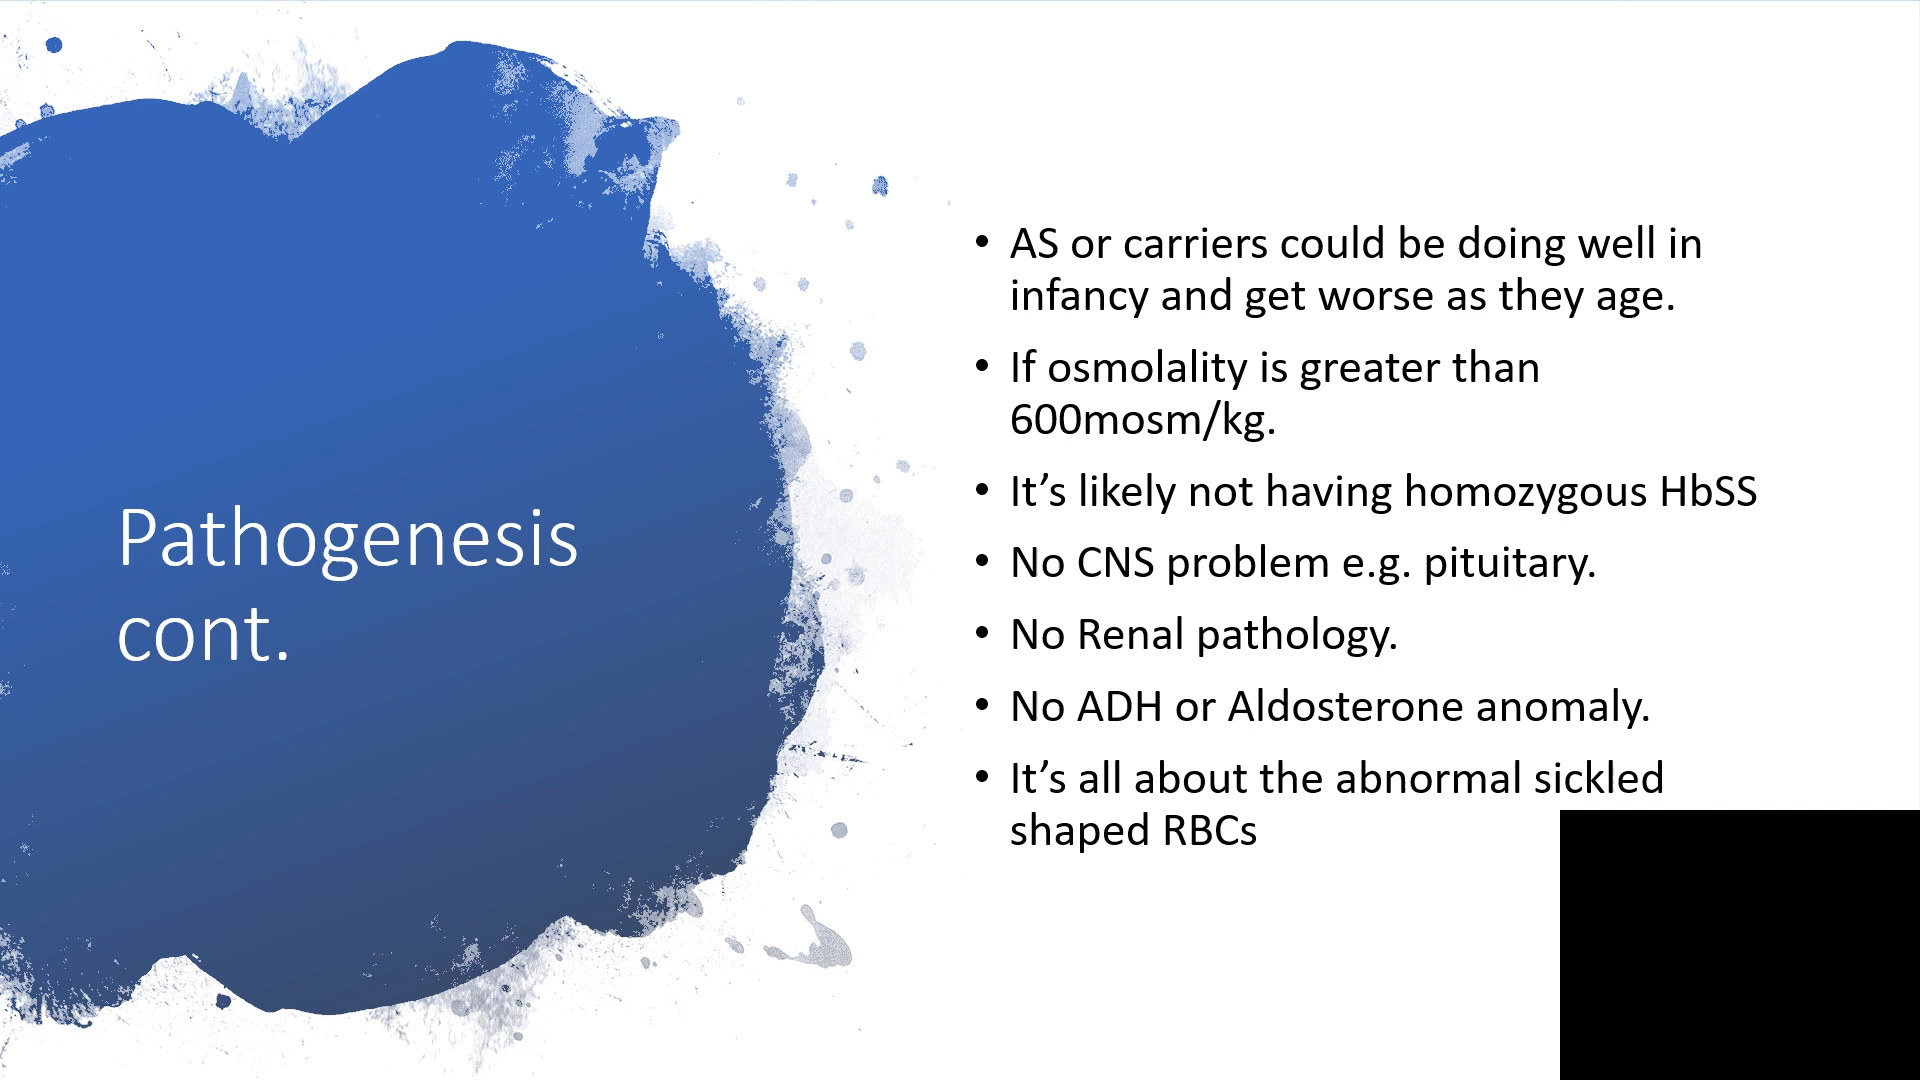 Pathogenesis
cont.
• AS or carriers could be doing well in
infancy and get worse as they age.
• If osmolality is greater than
600mosm/kg.
• It’s likely not having homozygous HbSS
• No CNS problem e.g. pituitary.
• No Renal pathology.
• No ADH or Aldosterone anomaly.
• It’s all about the abnormal sickled
shaped RBCs